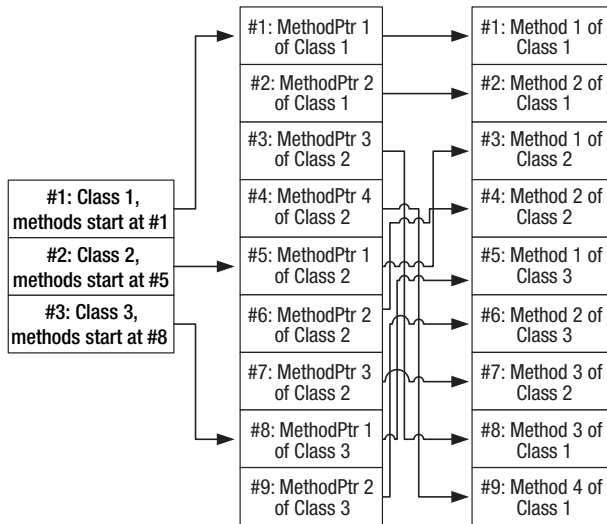 #1: Class 1,
methods start at #1
#2: Class 2,
methods start at #5
#3: Class 3,
methods start at #8
#1: MethodPtr 1
of Class 1
#2: MethodPtr 2
of Class 1
#3: MethodPtr 3
of Class 2
#4: MethodPtr 4
of Class 2
#5: MethodPtr 1
of Class 2
#6: MethodPtr 2
of Class 2
#7: MethodPtr 3
of Class 2
#8: MethodPtr 1
of Class 3
#9: MethodPtr 2
of Class 3
#1: Method 1 of
Class 1
#2: Method 2 of
Class 1
#3: Method 1 of
Class 2
#4: Method 2 of
Class 2
#5: Method 1 of
Class 3
#6: Method 2 of
Class 3
#7: Method 3 of
Class 2
#8: Method 3 of
Class 1
#9: Method 4 of
Class 1